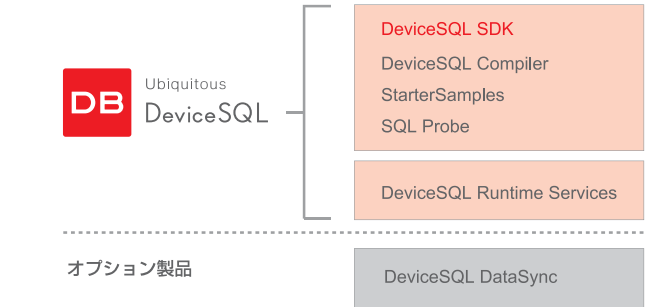 DB
Ubiquitous
DeviceSQL
DeviceSQL SDK
DeviceSQL Compiler
StarterSamples
SQL Probe
DeviceSQL Runtime Services
オプション製品
DeviceSQL DataSync